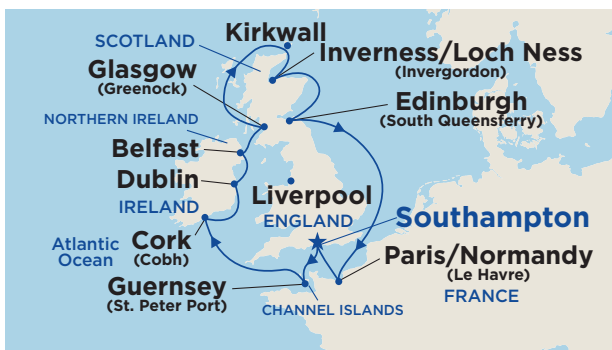 Kirkwall
SCOTLAND
Inverness/Loch Ness
(Invergordon)
Glasgow
(Greenock)
Edinburgh
(South Queensferry)
NORTHERN IRELAND
Belfast
Dublin
Liverpool
IRELAND
ENGLAND
Southampton
Atlantic
Ocean
Cork
(Cobh)
Paris/Normandy
(Le Havre)
Guernsey
(St. Peter Port)
CHANNEL ISLANDS
FRANCE